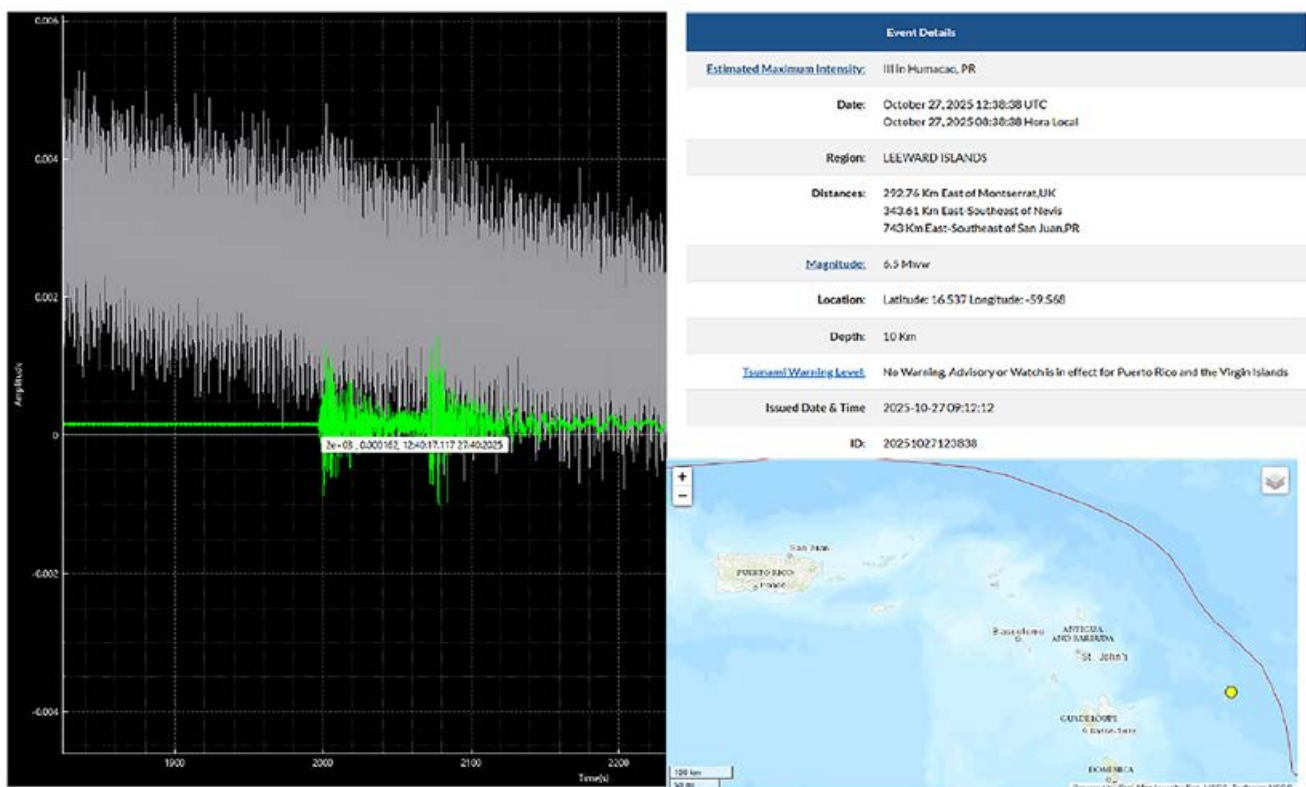 0.006
0.004
0.002
0
-0.002
-0.004
Amplitude
1900
2000
2100
2200
Time(s)
2e+03 , 0.000162, 12:40:17.117 27:40:2025
Event Details
Estimated Maximum Intensity: III in Humacao, PR
Date: October 27, 2025 12:38:38 UTC
October 27, 2025 08:38:38 Hora Local
Region: LEEWARD ISLANDS
Distances: 292.76 Km East of Montserrat,UK
343.61 Km East-Southeast of Nevis
743 Km East-Southeast of San Juan,PR
Magnitude: 6.5 Mww
Location: Latitude: 16.537 Longitude: -59.568
Depth: 10 Km
Tsunami Warning Level: No Warning, Advisory or Watch is in effect for Puerto Rico and the Virgin Islands
Issued Date & Time 2025-10-27 09:12:12
ID: 20251027123838
+
−
San Juan
PUERTO RICO
Ponce
Basseterre
ANTIGUA
AND BARBUDA
St. John's
GUADELOUPE
Basse-Terre
DOMINICA
100 km